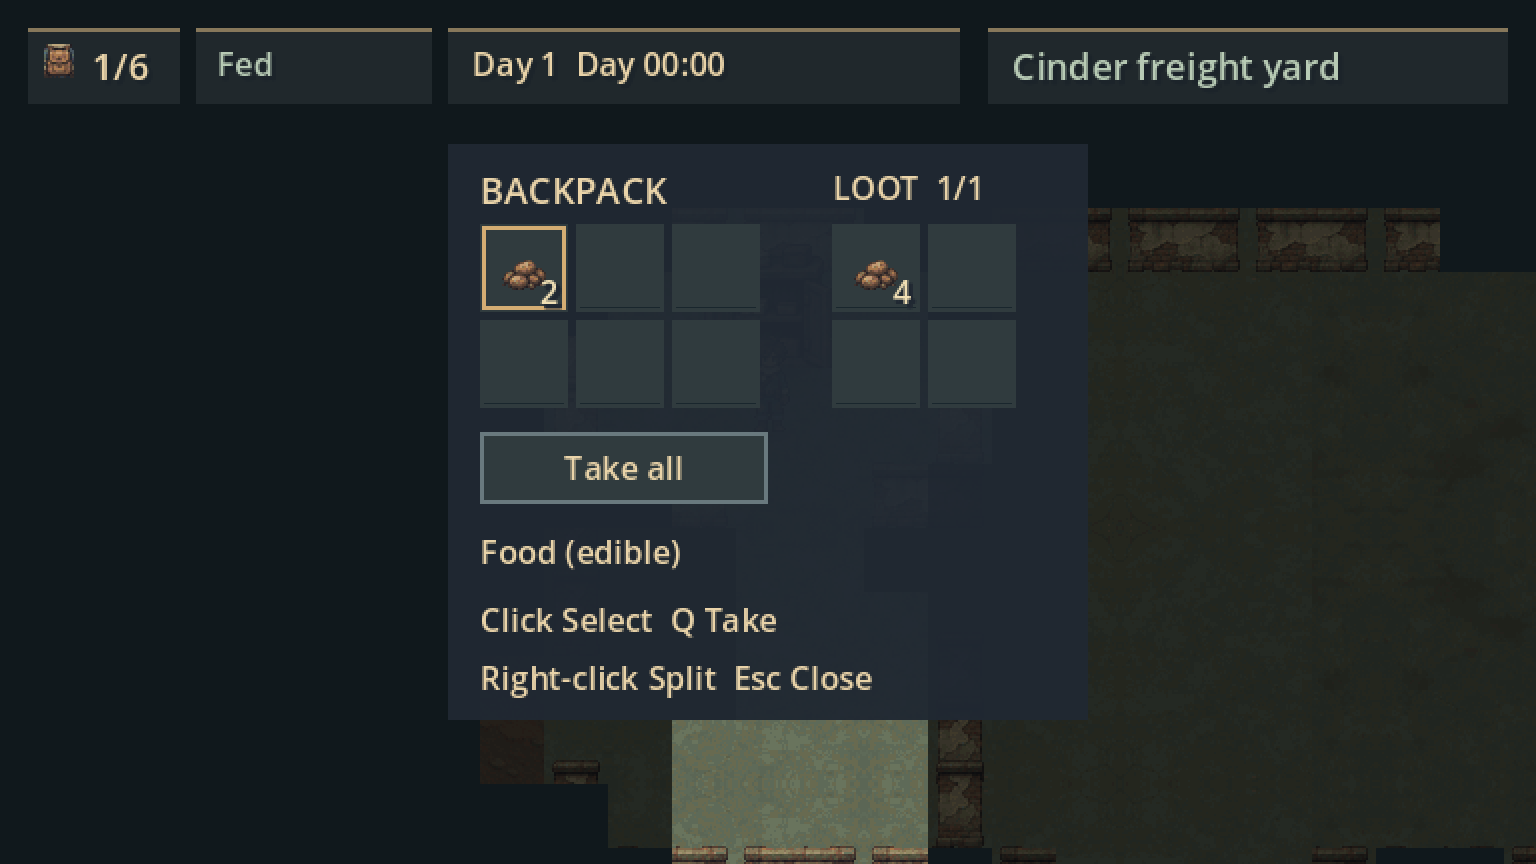 1/6
Fed
Day 1 Day 00:00
Cinder freight yard
BACKPACK
LOOT 1/1
2
4
Take all
Food (edible)
Click Select Q Take
Right-click Split Esc Close